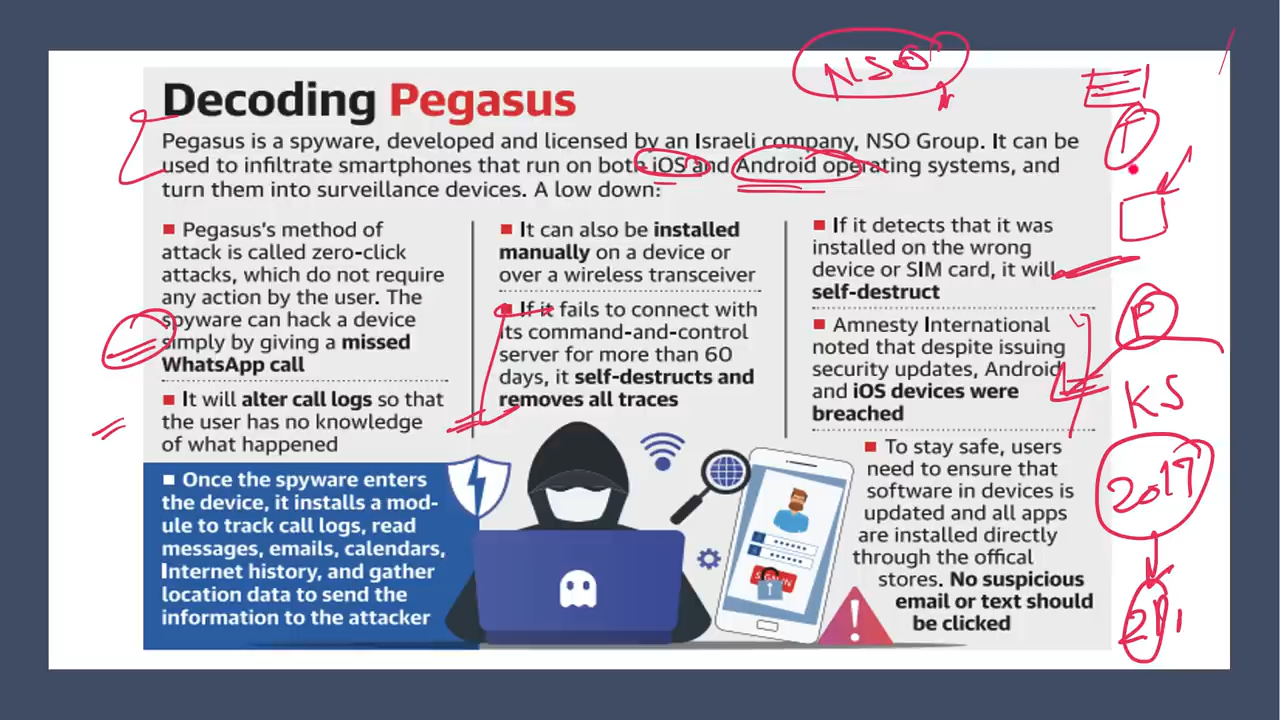 NSO
Decoding Pegasus
Pegasus is a spyware, developed and licensed by an Israeli company, NSO Group. It can be
used to infiltrate smartphones that run on both iOS and Android operating systems, and
turn them into surveillance devices. A low down:
Pegasus's method of
attack is called zero-click
attacks, which do not require
any action by the user. The
spyware can hack a device
simply by giving a missed
WhatsApp call
It will alter call logs so that
the user has no knowledge
of what happened
Once the spyware enters
the device, it installs a mod-
ule to track call logs, read
messages, emails, calendars,
Internet history, and gather
location data to send the
information to the attacker
It can also be installed
manually on a device or
over a wireless transceiver
If it fails to connect with
its command-and-control
server for more than 60
days, it self-destructs and
removes all traces
If it detects that it was
installed on the wrong
device or SIM card, it will
self-destruct
Amnesty International
noted that despite issuing
security updates, Android
and iOS devices were
breached
To stay safe, users
need to ensure that
software in devices is
updated and all apps
are installed directly
through the offical
stores. No suspicious
email or text should
be clicked
SIGN IN
T
P
KS
2019